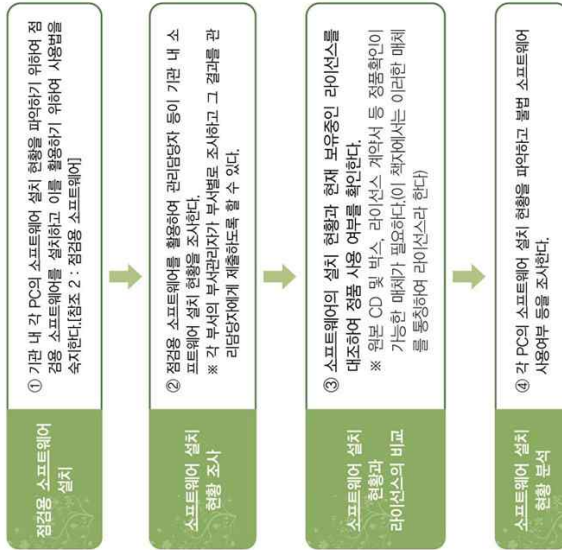 점검용 소프트웨어
설치
① 기관 내 각 PC의 소프트웨어 설치 현황을 파악하기 위하여 점
검용 소프트웨어를 설치하고 이를 활용하기 위하여 사용법을
숙지한다.[참조 2 : 점검용 소프트웨어]
소프트웨어 설치
현황 조사
② 점검용 소프트웨어를 활용하여 관리담당자 등이 기관 내 소
프트웨어 설치 현황을 조사한다.
※ 각 부서의 부서관리자가 부서별로 조사하고 그 결과를 관
리담당자에게 제출하도록 할 수 있다.
소프트웨어 설치
현황과
라이선스의 비교
③ 소프트웨어의 설치 현황과 현재 보유중인 라이선스를
대조하여 정품 사용 여부를 확인한다.
※ 원본 CD 및 박스, 라이선스 계약서 등 정품확인이
가능한 매체가 필요하다.(이 책자에서는 이러한 매체
를 통칭하여 라이선스라 한다)
소프트웨어 설치
현황 분석
④ 각 PC의 소프트웨어 설치 현황을 파악하고 불법 소프트웨어
사용여부 등을 조사한다.